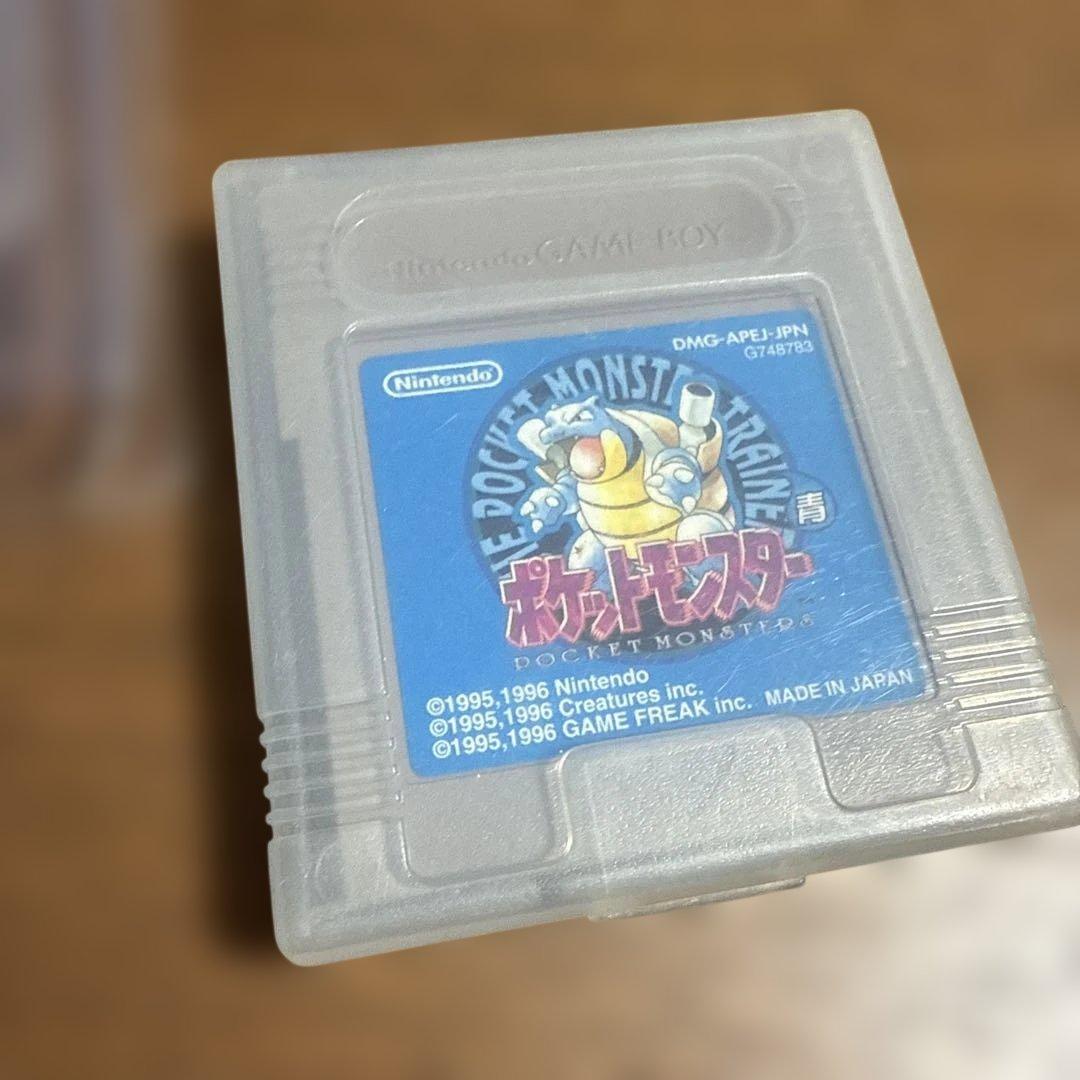 Nintendo GAME BOY
Nintendo
DMG-APEJ-JPN
G748783
POCKET MONSTER TRAINE
青
ポケットモンスター
POCKET MONSTERS
©1995,1996 Nintendo
©1995,1996 Creatures inc.
©1995,1996 GAME FREAK inc.
MADE IN JAPAN